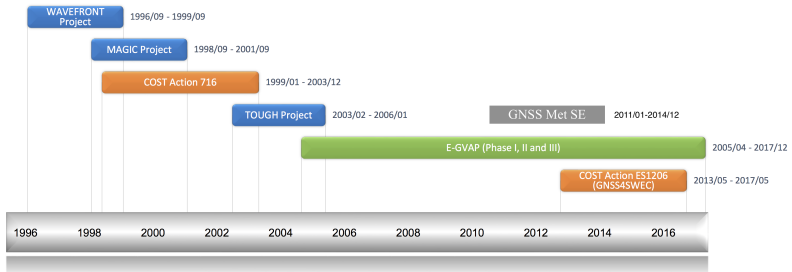 WAVEFRONT
Project
1996/09 - 1999/09
MAGIC Project
1998/09 - 2001/09
COST Action 716
1999/01 - 2003/12
TOUGH Project
2003/02 - 2006/01
GNSS Met SE
2011/01-2014/12
E-GVAP (Phase I, II and III)
2005/04 - 2017/12
COST Action ES1206
(GNSS4SWEC)
2013/05 - 2017/05
1996 1998 2000 2002 2004 2006 2008 2010 2012 2014 2016